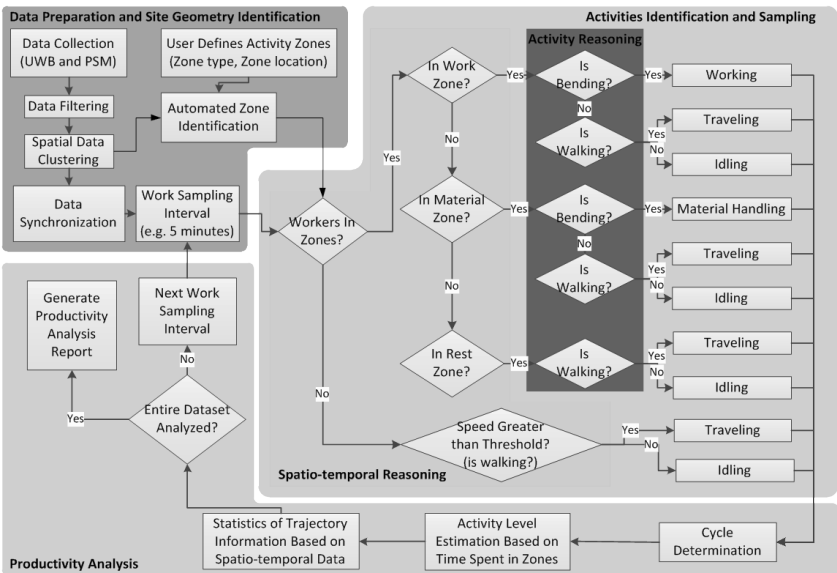 Data Preparation and Site Geometry Identification
Data Collection
(UWB and PSM)
User Defines Activity Zones
(Zone type, Zone location)
Data Filtering
Automated Zone
Identification
Spatial Data
Clustering
Data
Synchronization
Work Sampling
Interval
(e.g. 5 minutes)
Activities Identification and Sampling
Activity Reasoning
In Work
Zone?
Yes
Is
Bending?
Yes
Working
No
No
Is
Walking?
Yes
No
Traveling
Idling
Yes
Workers In
Zones?
In Material
Zone?
Yes
Is
Bending?
Yes
Material Handling
No
No
Is
Walking?
Yes
No
Traveling
Idling
In Rest
Zone?
Yes
Is
Walking?
Yes
No
Traveling
Idling
No
Speed Greater
than Threshold?
(is walking?)
Yes
No
Traveling
Idling
Spatio-temporal Reasoning
Generate
Productivity
Analysis
Report
Next Work
Sampling
Interval
No
Yes
Entire Dataset
Analyzed?
Statistics of Trajectory
Information Based on
Spatio-temporal Data
Activity Level
Estimation Based on
Time Spent in Zones
Cycle
Determination
Productivity Analysis